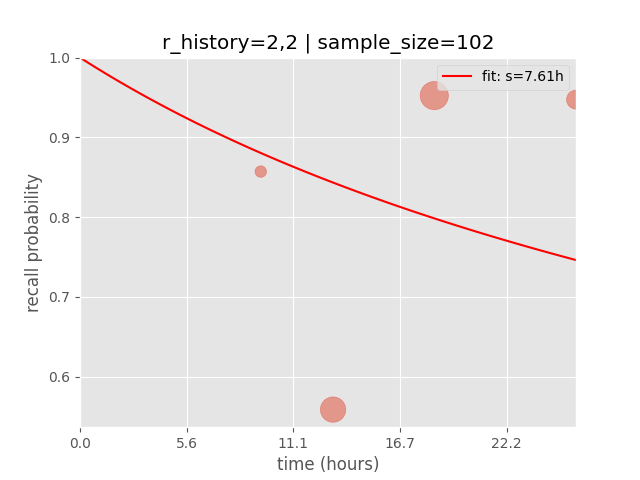 r_history=2,2 | sample_size=102
fit: s=7.61h
1.0
0.9
0.8
0.7
0.6
recall probability
0.0 5.6 11.1 16.7 22.2
time (hours)